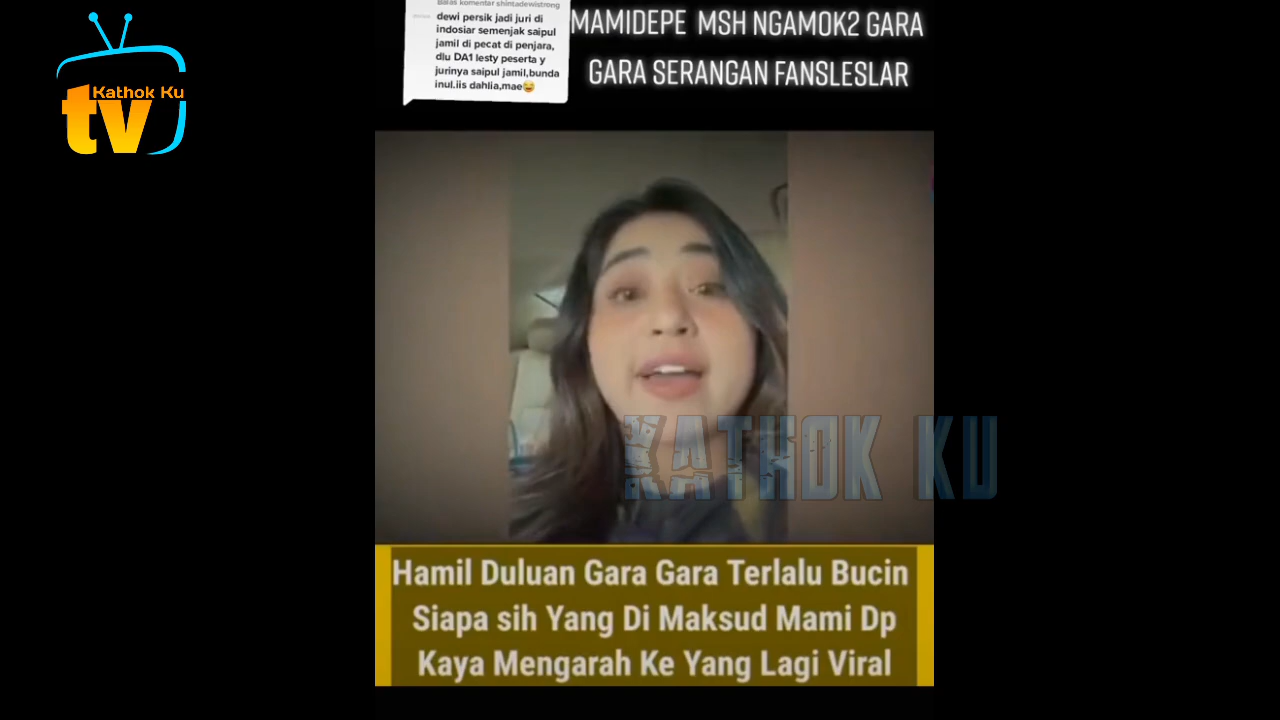 Balas komentar shintadewistrong
dewi persik jadi juri di
indosiar semenjak saipul
jamil di pecat di penjara,
dlu DA1 lesty peserta y
jurinya saipul jamil,bunda
inul.iis dahlia,mae😄
MAMIDEPE MSH NGAMOK2 GARA
GARA SERANGAN FANSLESLAR
Kathok Ku
tv
KATHOK KU
Hamil Duluan Gara Gara Terlalu Bucin
Siapa sih Yang Di Maksud Mami Dp
Kaya Mengarah Ke Yang Lagi Viral